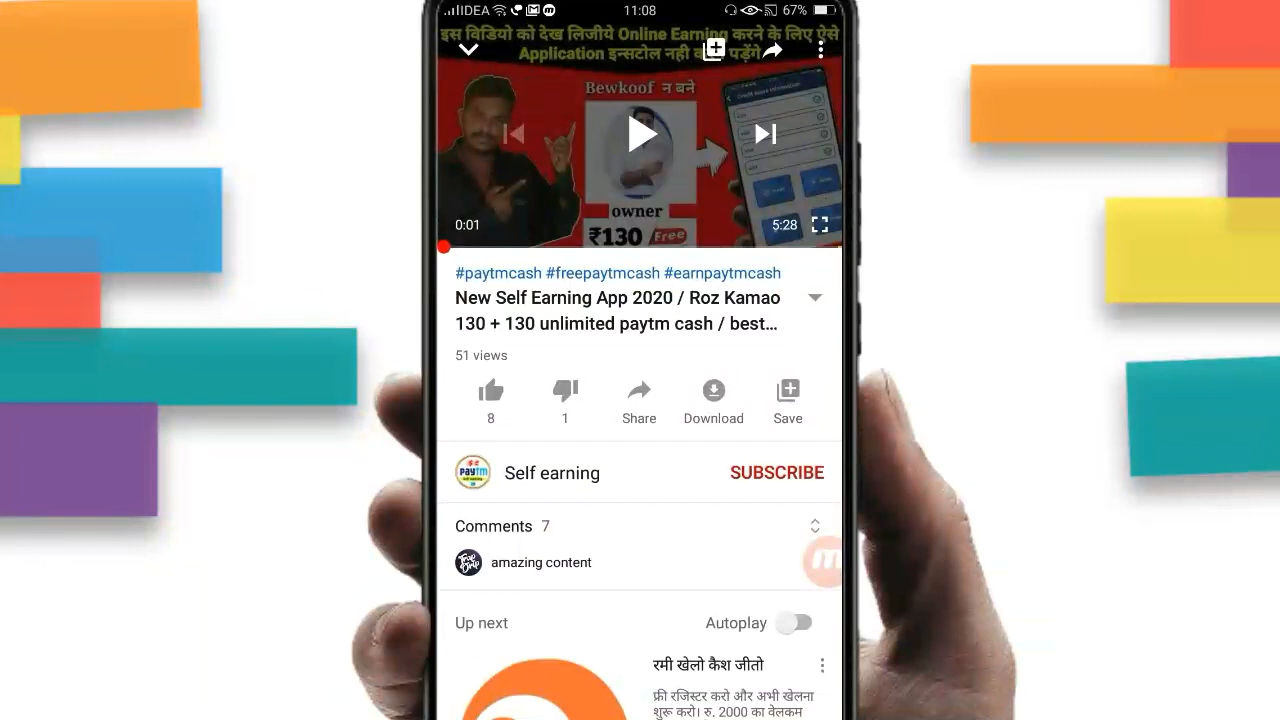 IDEA
11:08
67%
इस विडियो को देख लिजीये Online Earning करने के लिए ऐसे
Application इन्सटोल नही पड़ेंगे
Bewkoof न बने
owner
₹130 Free
0:01
5:28
#paytmcash #freepaytmcash #earnpaytmcash
New Self Earning App 2020 / Roz Kamao
130 + 130 unlimited paytm cash / best...
51 views
8
1
Share
Download
Save
Paytm
Self earning
SUBSCRIBE
Comments 7
amazing content
Up next
Autoplay
रमी खेलो कैश जीतो
फ्री रजिस्टर करो और अभी खेलना
शुरू करो। रु. 2000 का वेलकम